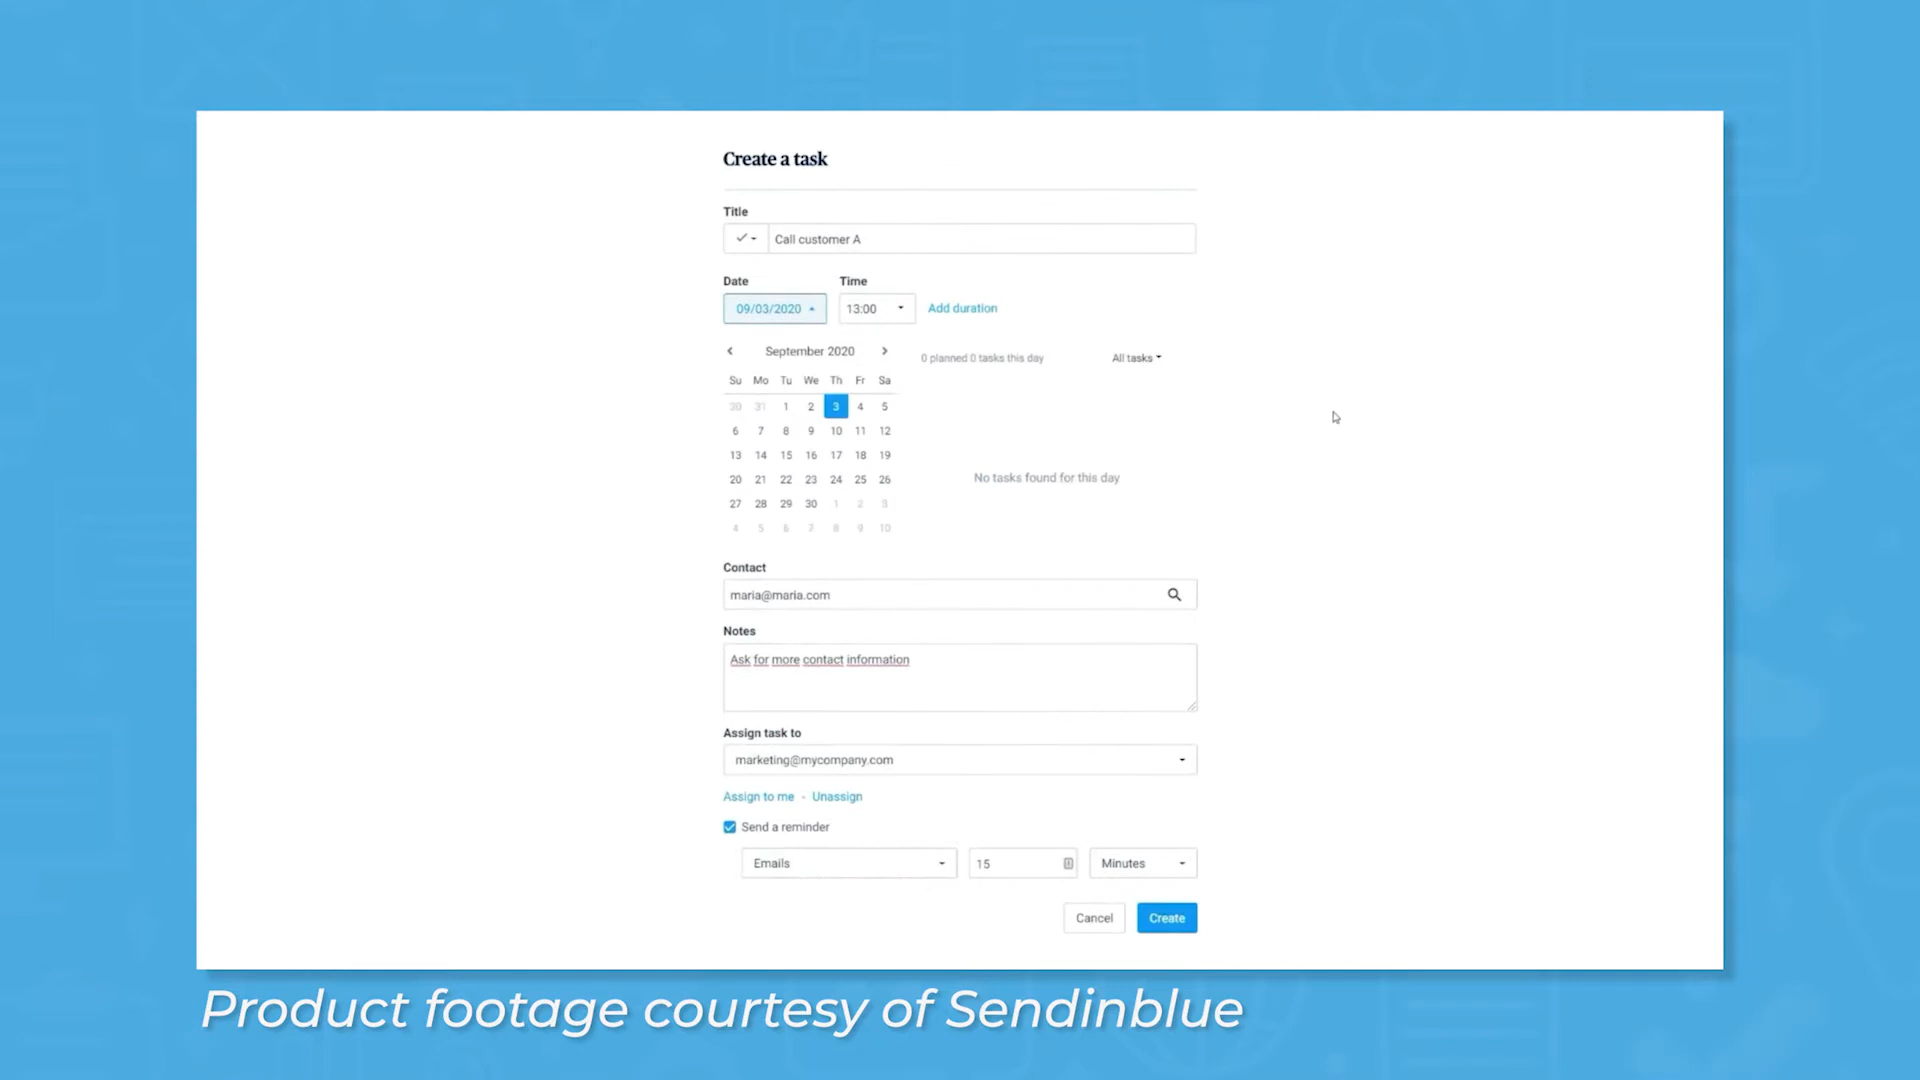 Create a task
Title
Call customer A
Date Time
09/03/2020 13:00 Add duration
September 2020
0 planned 0 tasks this day All tasks
Su Mo Tu We Th Fr Sa
30 31 1 2 3 4 5
6 7 8 9 10 11 12
13 14 15 16 17 18 19
20 21 22 23 24 25 26
27 28 29 30 1 2 3
4 5 6 7 8 9 10
No tasks found for this day
Contact
maria@maria.com
Notes
Ask for more contact information
Assign task to
marketing@mycompany.com
Assign to me - Unassign
Send a reminder
Emails 15 Minutes
Cancel Create
Product footage courtesy of Sendinblue